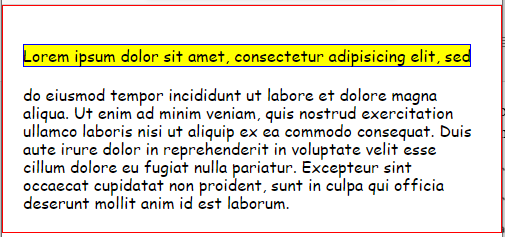 Lorem ipsum dolor sit amet, consectetur adipisicing elit, sed
do eiusmod tempor incididunt ut labore et dolore magna
aliqua. Ut enim ad minim veniam, quis nostrud exercitation
ullamco laboris nisi ut aliquip ex ea commodo consequat. Duis
aute irure dolor in reprehenderit in voluptate velit esse
cillum dolore eu fugiat nulla pariatur. Excepteur sint
occaecat cupidatat non proident, sunt in culpa qui officia
deserunt mollit anim id est laborum.